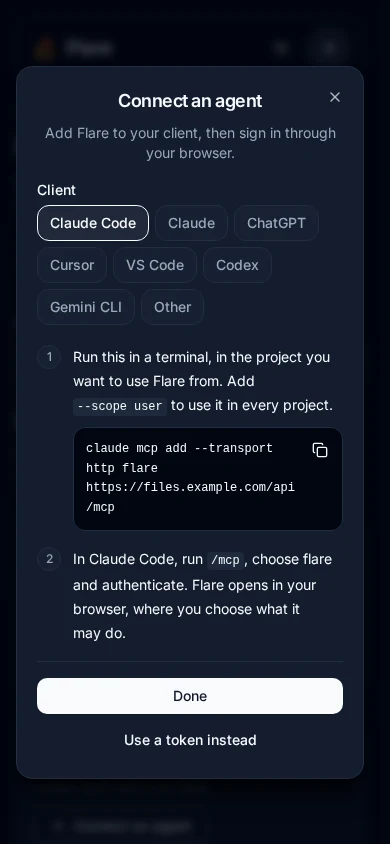 Flare
Connect an agent
Add Flare to your client, then sign in through
your browser.
Client
Claude Code
Claude
ChatGPT
Cursor
VS Code
Codex
Gemini CLI
Other
1
Run this in a terminal, in the project you
want to use Flare from. Add
--scope user to use it in every project.
claude mcp add --transport
http flare
https://files.example.com/api
/mcp
2
In Claude Code, run /mcp, choose flare
and authenticate. Flare opens in your
browser, where you choose what it
may do.
Done
Use a token instead
Connect an agent